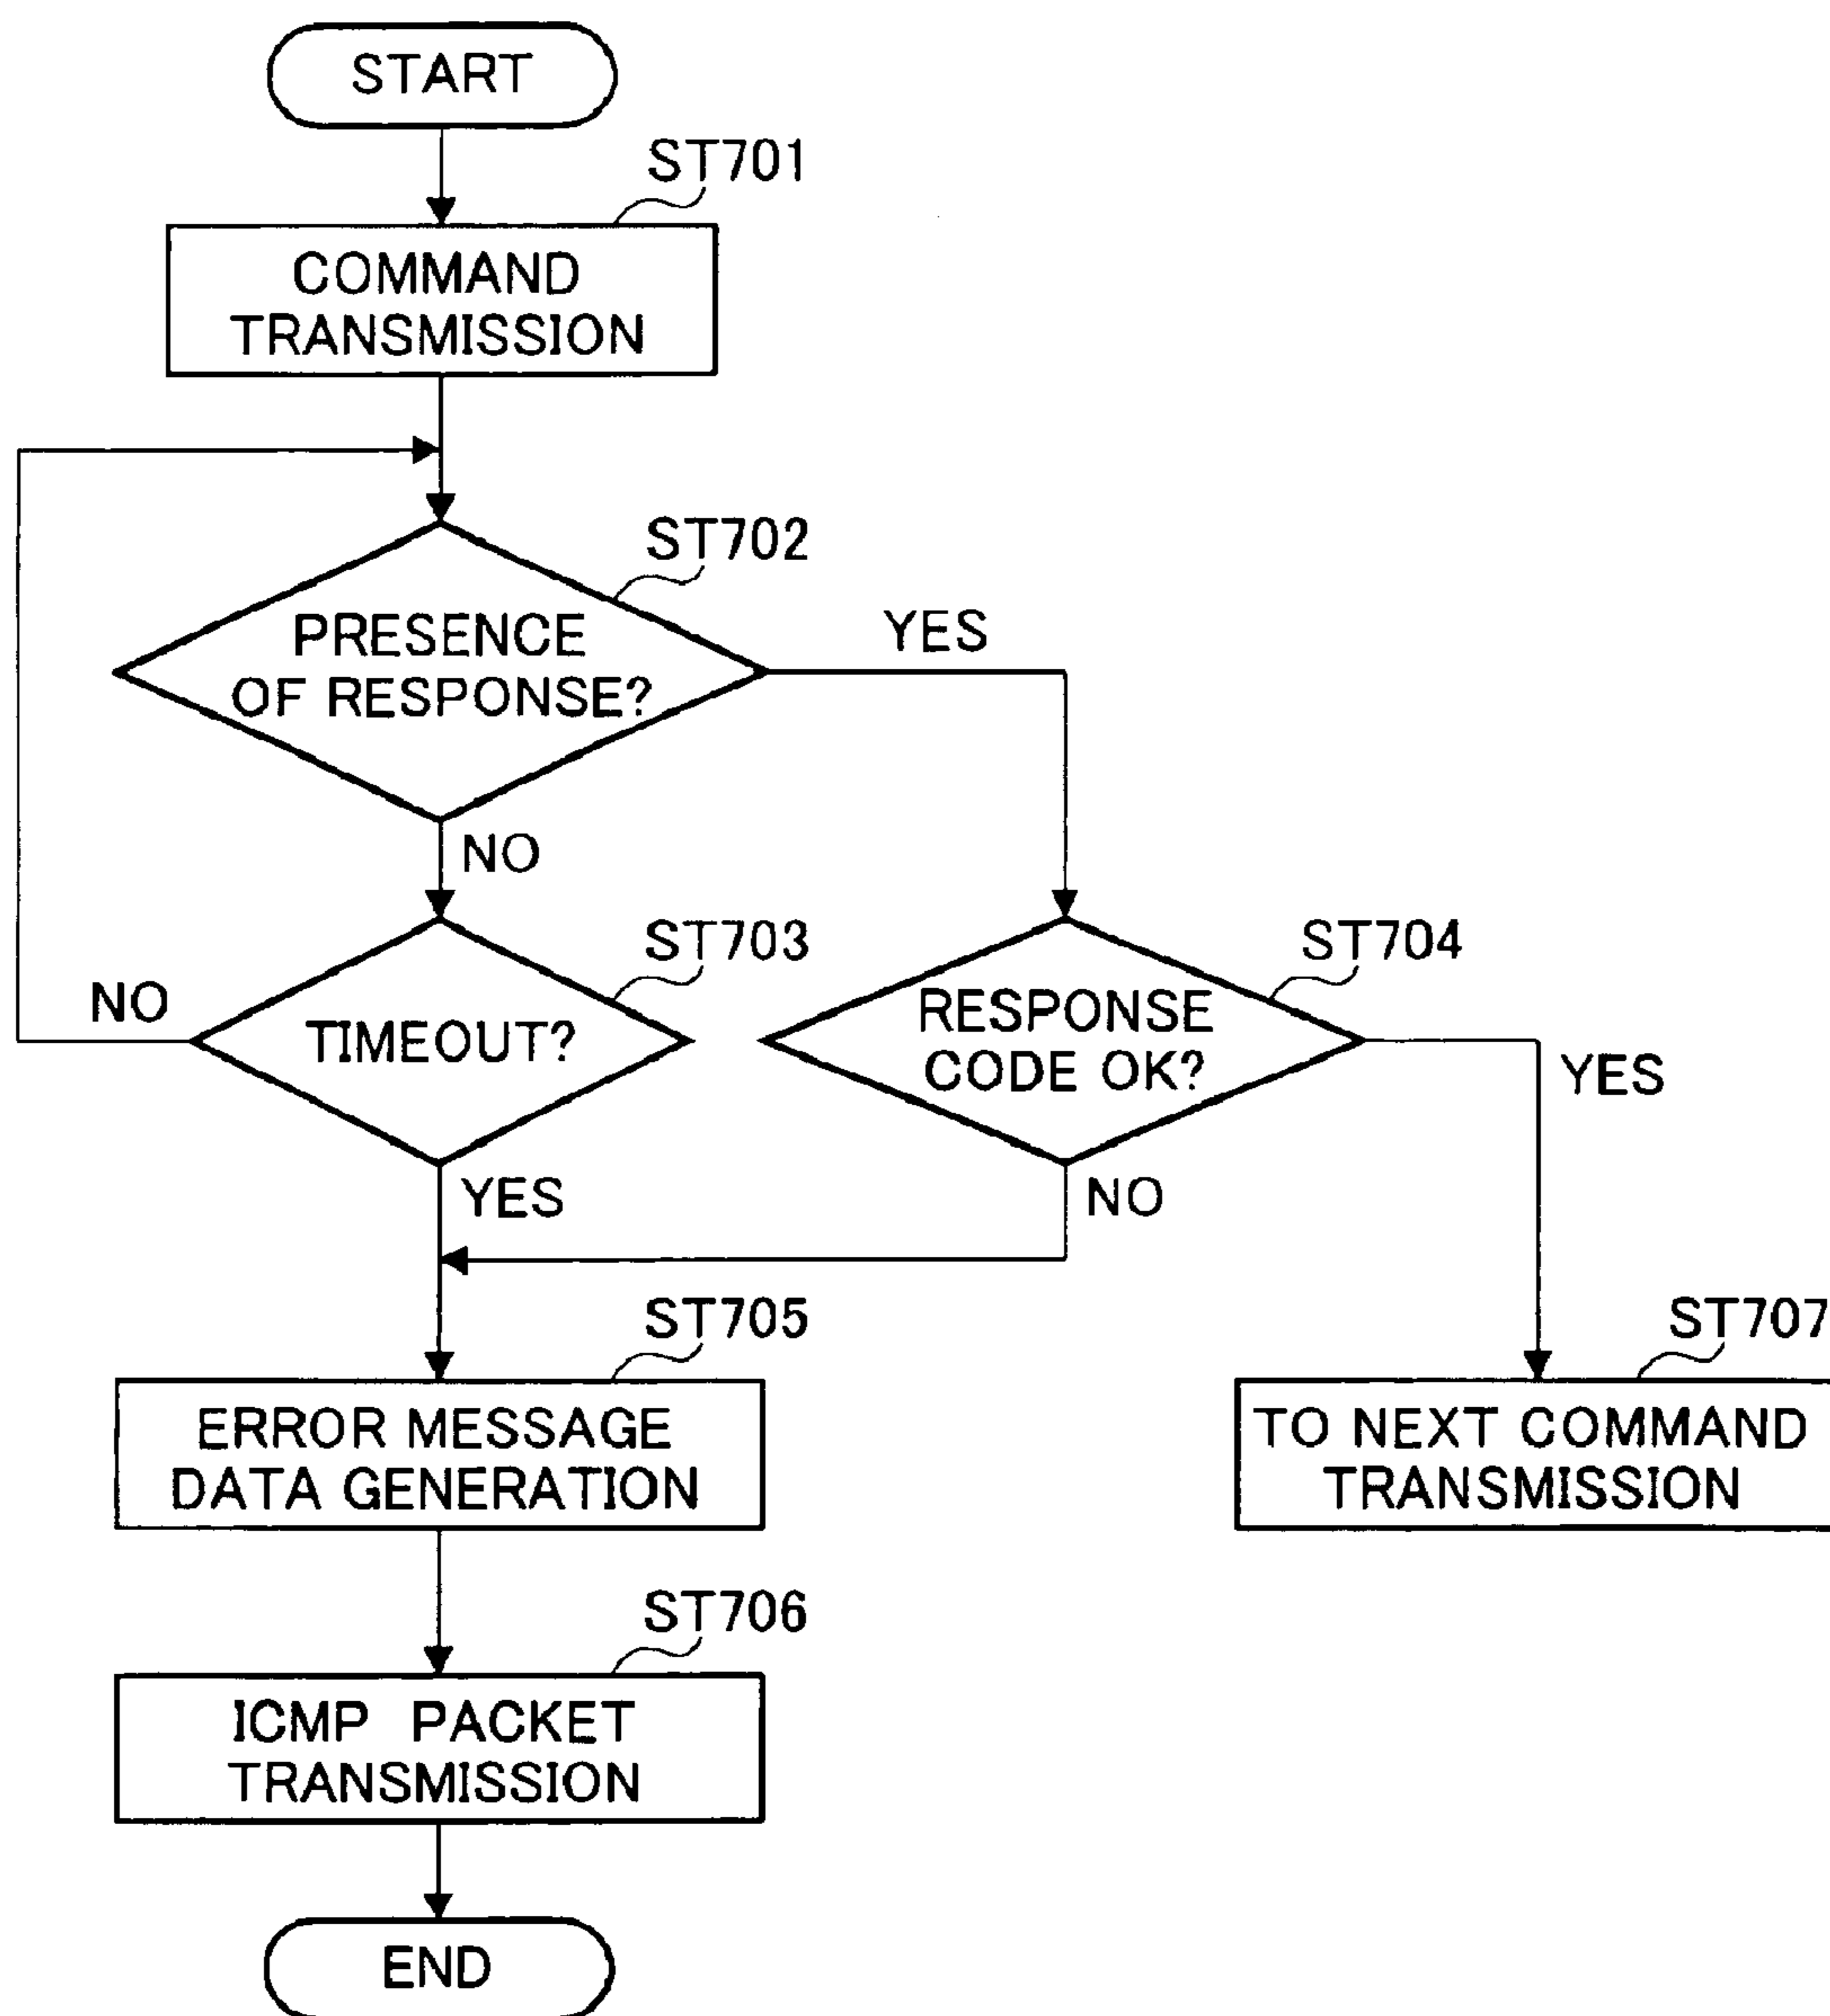 START
ST701
COMMAND
TRANSMISSION
ST702
PRESENCE
OF RESPONSE?
YES
NO
ST703
TIMEOUT?
NO
YES
ST704
RESPONSE
CODE OK?
YES
NO
ST705
ERROR MESSAGE
DATA GENERATION
ST707
TO NEXT COMMAND
TRANSMISSION
ST706
ICMP PACKET
TRANSMISSION
END